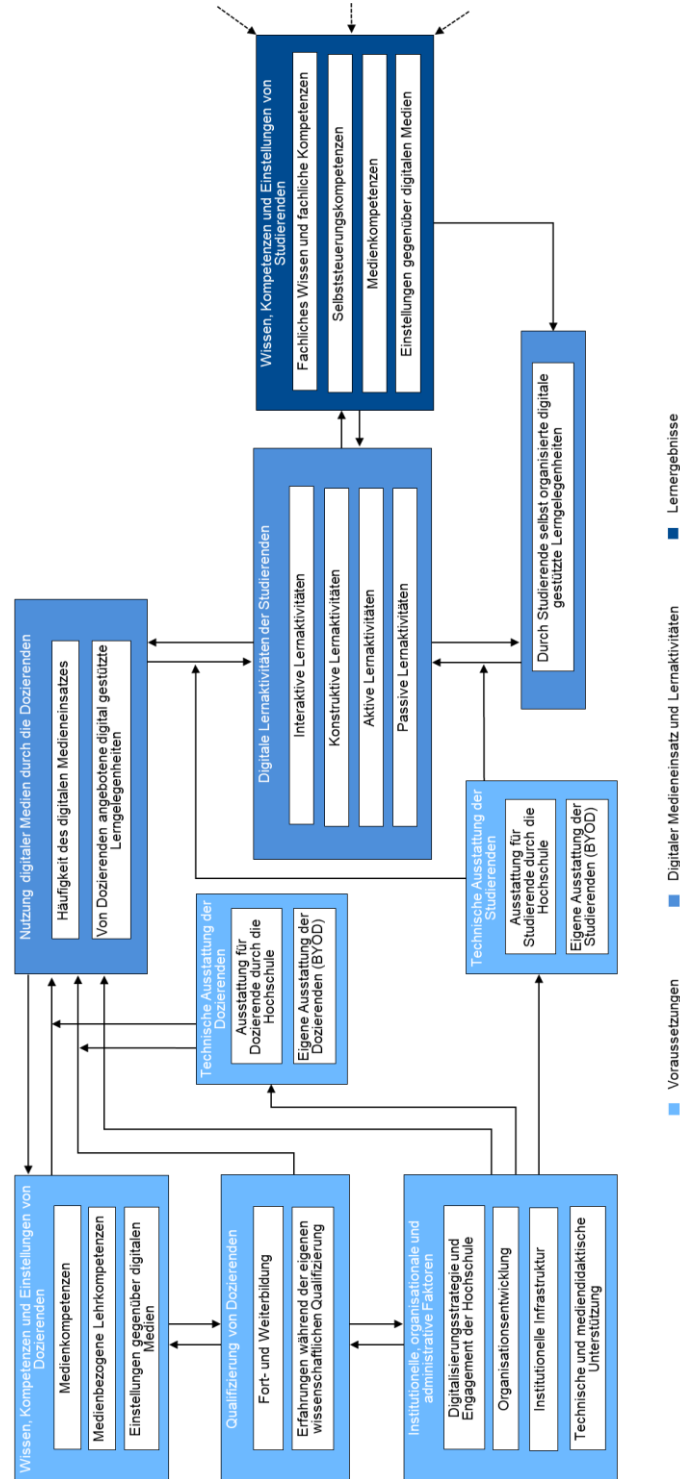 Wissen, Kompetenzen und Einstellungen von
Dozierenden
Medienkompetenzen
Medienbezogene Lehrkompetenzen
Einstellungen gegenüber digitalen
Medien
Qualifizierung von Dozierenden
Fort- und Weiterbildung
Erfahrungen während der eigenen
wissenschaftlichen Qualifizierung
Institutionelle, organisationale und
administrative Faktoren
Digitalisierungsstrategie und
Engagement der Hochschule
Organisationsentwicklung
Institutionelle Infrastruktur
Technische und mediendidaktische
Unterstützung
Technische Ausstattung der
Dozierenden
Ausstattung für
Dozierende durch die
Hochschule
Eigene Ausstattung der
Dozierenden (BYOD)
Technische Ausstattung der
Studierenden
Ausstattung für
Studierende durch die
Hochschule
Eigene Ausstattung der
Studierenden (BYOD)
Nutzung digitaler Medien durch die Dozierenden
Häufigkeit des digitalen Medieneinsatzes
Von Dozierenden angebotene digital gestützte
Lerngelegenheiten
Digitale Lernaktivitäten der Studierenden
Interaktive Lernaktivitäten
Konstruktive Lernaktivitäten
Aktive Lernaktivitäten
Passive Lernaktivitäten
Durch Studierende selbst organisierte digitale
gestützte Lerngelegenheiten
Wissen, Kompetenzen und Einstellungen von
Studierenden
Fachliches Wissen und fachliche Kompetenzen
Selbststeuerungskompetenzen
Medienkompetenzen
Einstellungen gegenüber digitalen Medien
Voraussetzungen
Digitaler Medieneinsatz und Lernaktivitäten
Lernergebnisse